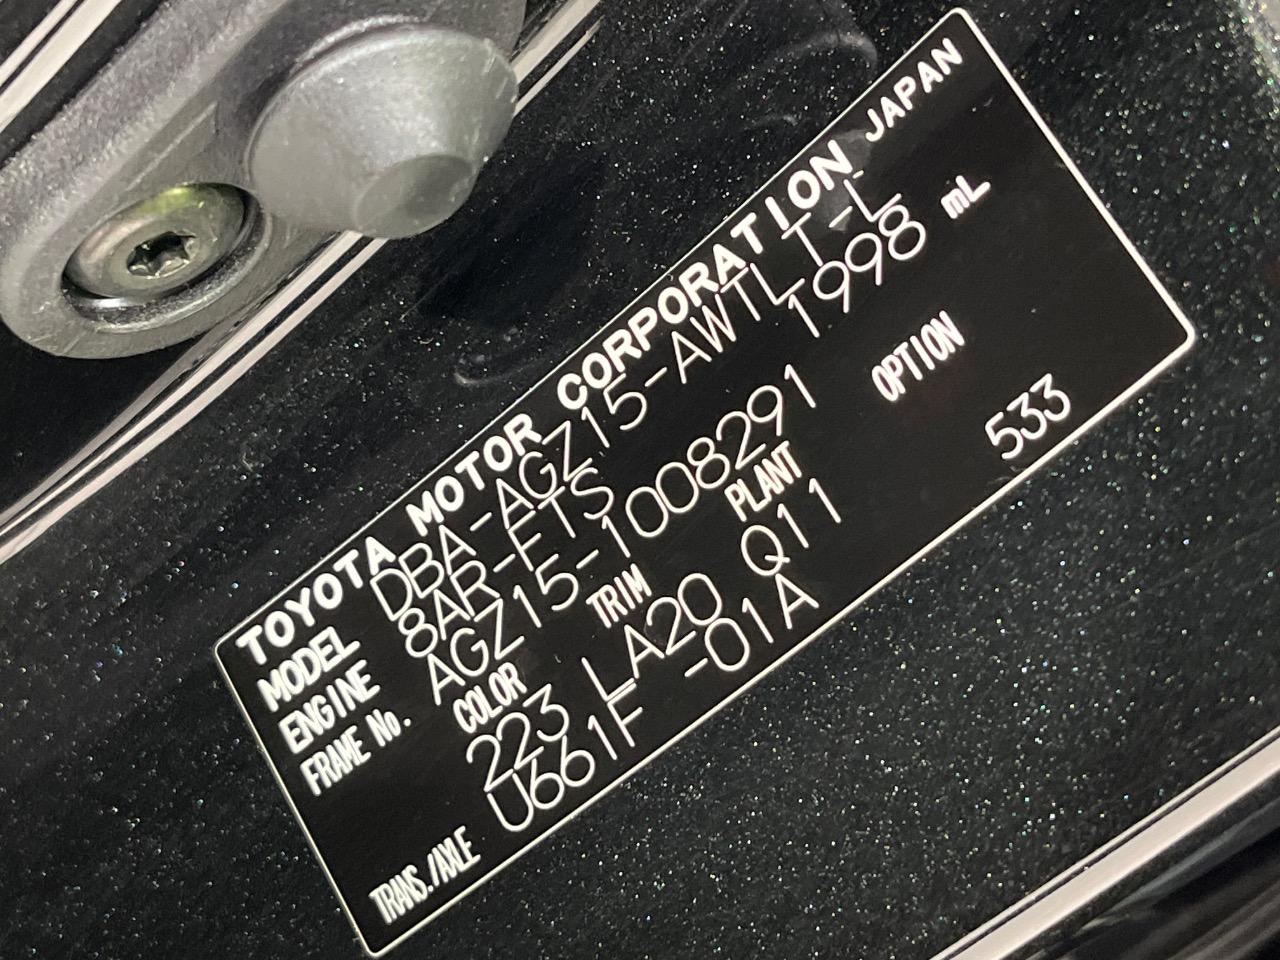 TOYOTA MOTOR CORPORATION JAPAN
MODEL DBA-AGZ15-AWTLT-L
ENGINE 8AR-FTS 1998 mL
FRAME No. AGZ15-1008291
COLOR TRIM PLANT OPTION
223 LA20 Q11 533
TRANS./AXLE U661F -01A